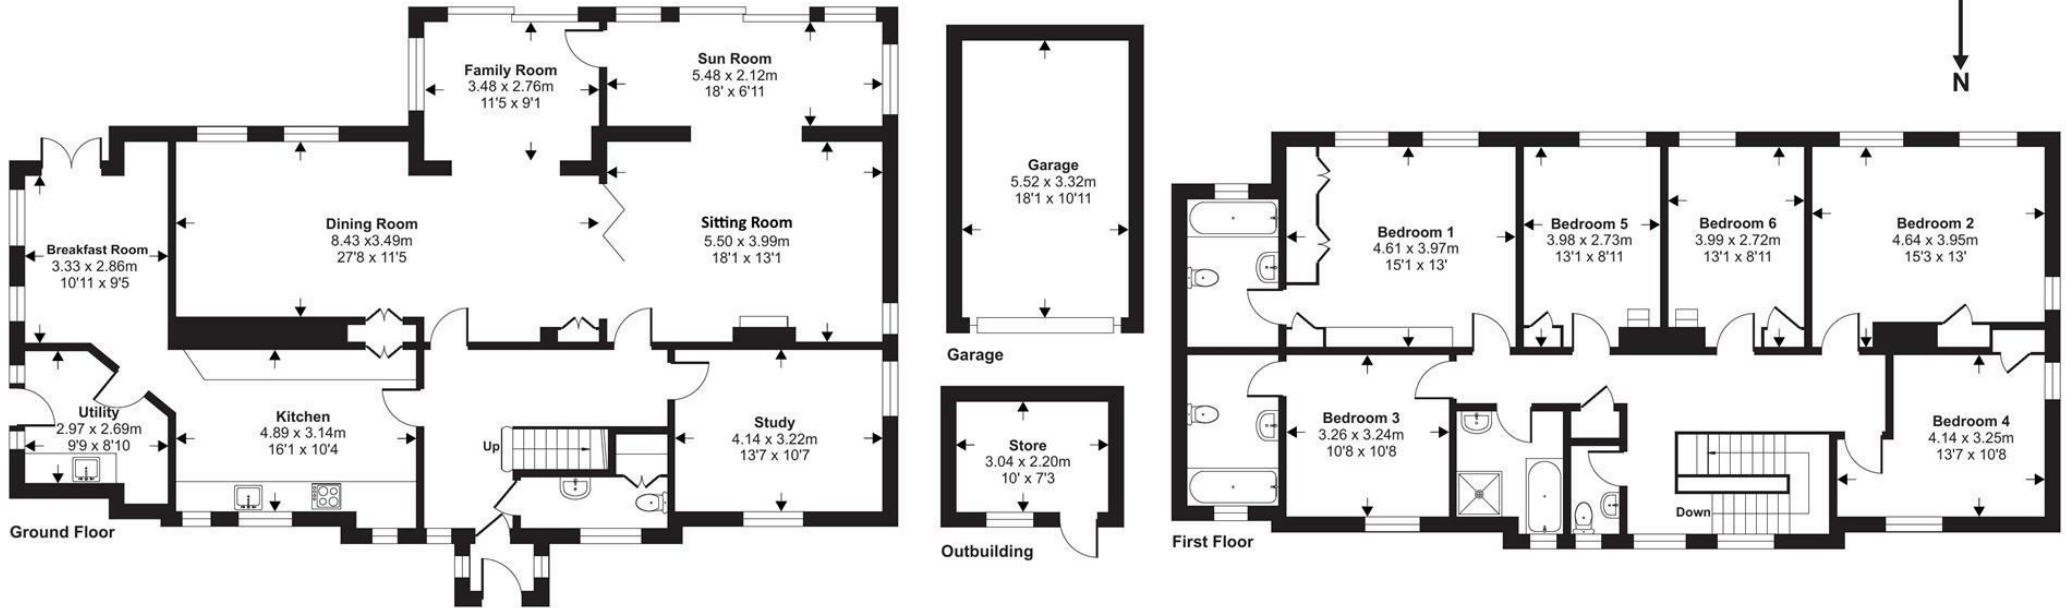 Family Room
3.48 x 2.76m
11'5 x 9'1
Sun Room
5.48 x 2.12m
18' x 6'11
Dining Room
8.43 x3.49m
27'8 x 11'5
Sitting Room
5.50 x 3.99m
18'1 x 13'1
Breakfast Room
3.33 x 2.86m
10'11 x 9'5
Utility
2.97 x 2.69m
9'9 x 8'10
Kitchen
4.89 x 3.14m
16'1 x 10'4
Up
Study
4.14 x 3.22m
13'7 x 10'7
Ground Floor
Garage
5.52 x 3.32m
18'1 x 10'11
Garage
Store
3.04 x 2.20m
10' x 7'3
Outbuilding
N
Bedroom 1
4.61 x 3.97m
15'1 x 13'
Bedroom 5
3.98 x 2.73m
13'1 x 8'11
Bedroom 6
3.99 x 2.72m
13'1 x 8'11
Bedroom 2
4.64 x 3.95m
15'3 x 13'
Bedroom 3
3.26 x 3.24m
10'8 x 10'8
Bedroom 4
4.14 x 3.25m
13'7 x 10'8
Down
First Floor